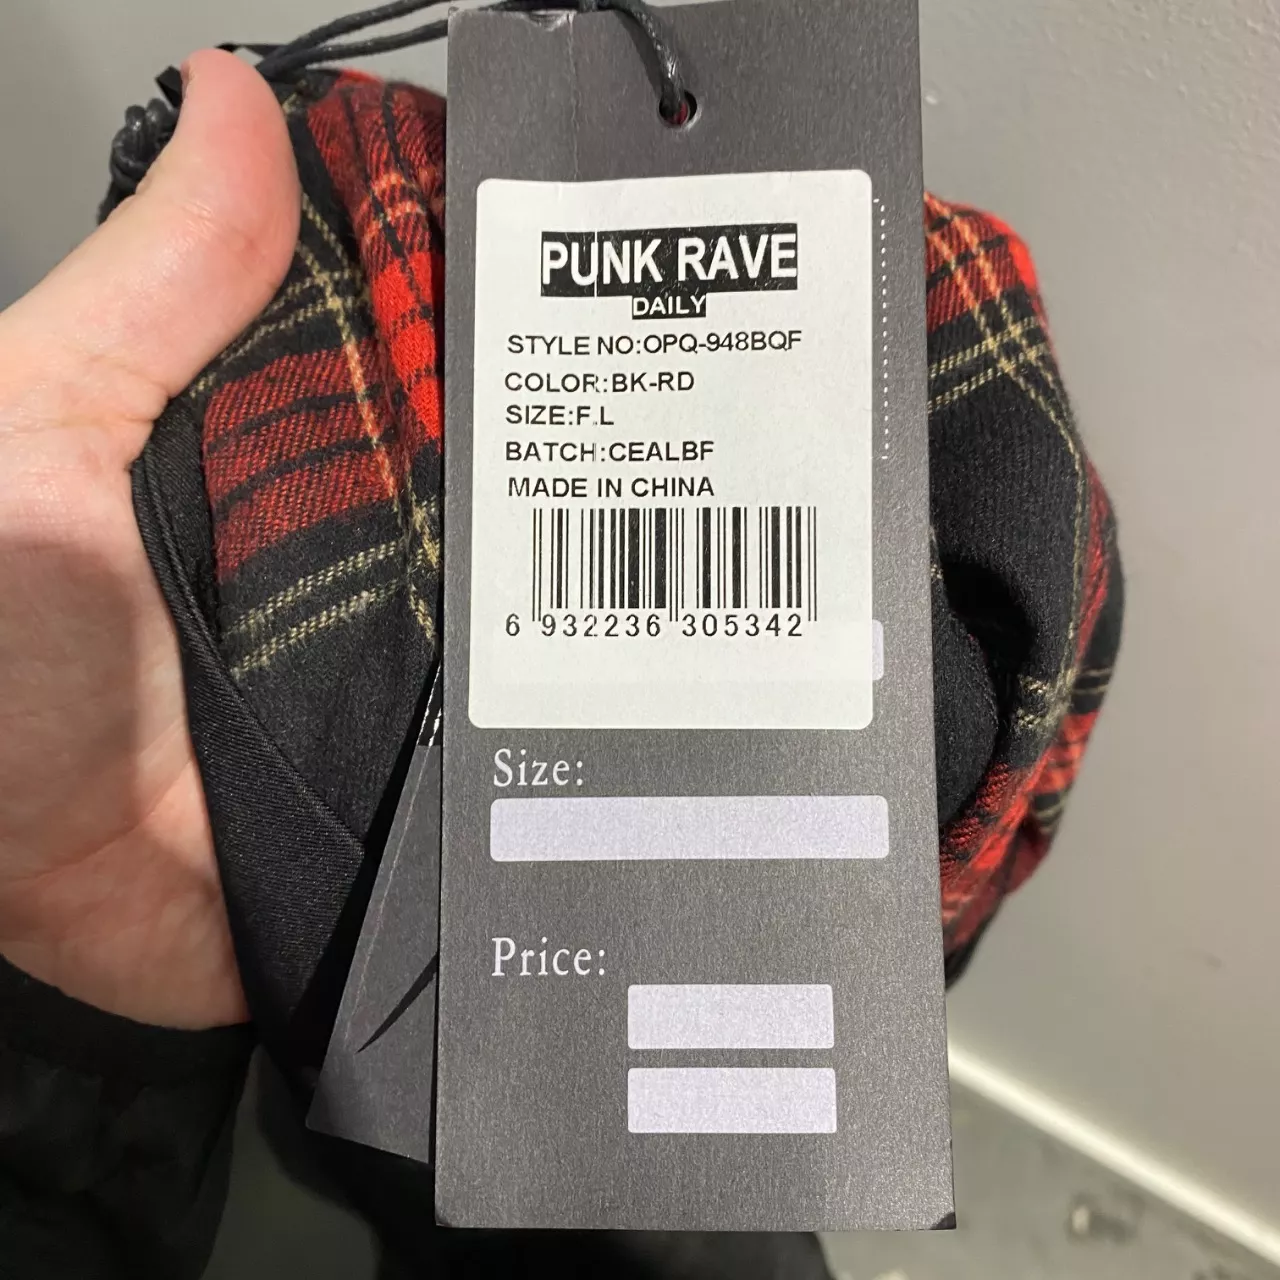 PUNK RAVE
DAILY
STYLE NO:OPQ-948BQF
COLOR:BK-RD
SIZE:F.L
BATCH:CEALBF
MADE IN CHINA
6 932236 305342
Size:
Price: